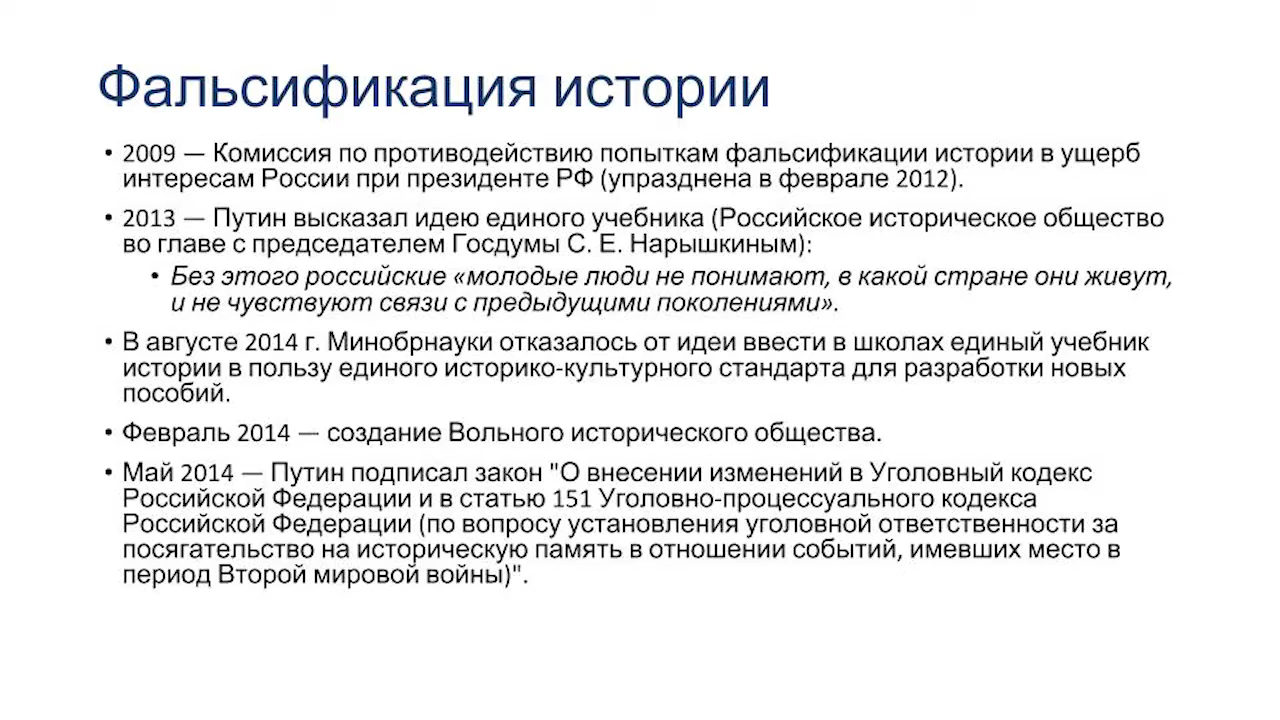 Фальсификация истории
• 2009 — Комиссия по противодействию попыткам фальсификации истории в ущерб
интересам России при президенте РФ (упразднена в феврале 2012).
• 2013 — Путин высказал идею единого учебника (Российское историческое общество
во главе с председателем Госдумы С. Е. Нарышкиным):
• Без этого российские «молодые люди не понимают, в какой стране они живут,
и не чувствуют связи с предыдущими поколениями».
• В августе 2014 г. Минобрнауки отказалось от идеи ввести в школах единый учебник
истории в пользу единого историко-культурного стандарта для разработки новых
пособий.
• Февраль 2014 — создание Вольного исторического общества.
• Май 2014 — Путин подписал закон "О внесении изменений в Уголовный кодекс
Российской Федерации и в статью 151 Уголовно-процессуального кодекса
Российской Федерации (по вопросу установления уголовной ответственности за
посягательство на историческую память в отношении событий, имевших место в
период Второй мировой войны)".